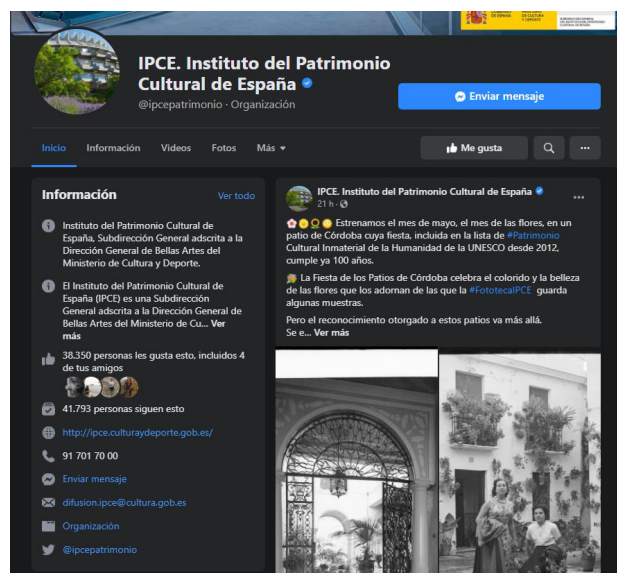 GOBIERNO
DE ESPAÑA
MINISTERIO
DE CULTURA
Y DEPORTE
IPCE. Instituto del Patrimonio
Cultural de España
@ipcepatrimonio · Organización
Enviar mensaje
Inicio
Información
Videos
Fotos
Más
Me gusta
Información
Ver todo
Instituto del Patrimonio Cultural de
España, Subdirección General adscrita a la
Dirección General de Bellas Artes del
Ministerio de Cultura y Deporte.
El Instituto del Patrimonio Cultural de
España (IPCE) es una Subdirección
General adscrita a la Dirección General de
Bellas Artes del Ministerio de Cu... Ver
más
38.350 personas les gusta esto, incluidos 4
de tus amigos
41.793 personas siguen esto
http://ipce.culturaydeporte.gob.es/
91 701 70 00
Enviar mensaje
difusion.ipce@cultura.gob.es
Organización
@ipcepatrimonio
IPCE. Instituto del Patrimonio Cultural de España
21 h ·
🌸🌼🌻🌼 Estrenamos el mes de mayo, el mes de las flores, en un
patio de Córdoba cuya fiesta, incluida en la lista de #Patrimonio
Cultural Inmaterial de la Humanidad de la UNESCO desde 2012,
cumple ya 100 años.
💐 La Fiesta de los Patios de Córdoba celebra el colorido y la belleza
de las flores que los adornan de las que la #FototecaIPCE guarda
algunas muestras.
Pero el reconocimiento otorgado a estos patios va más allá.
Se e... Ver más